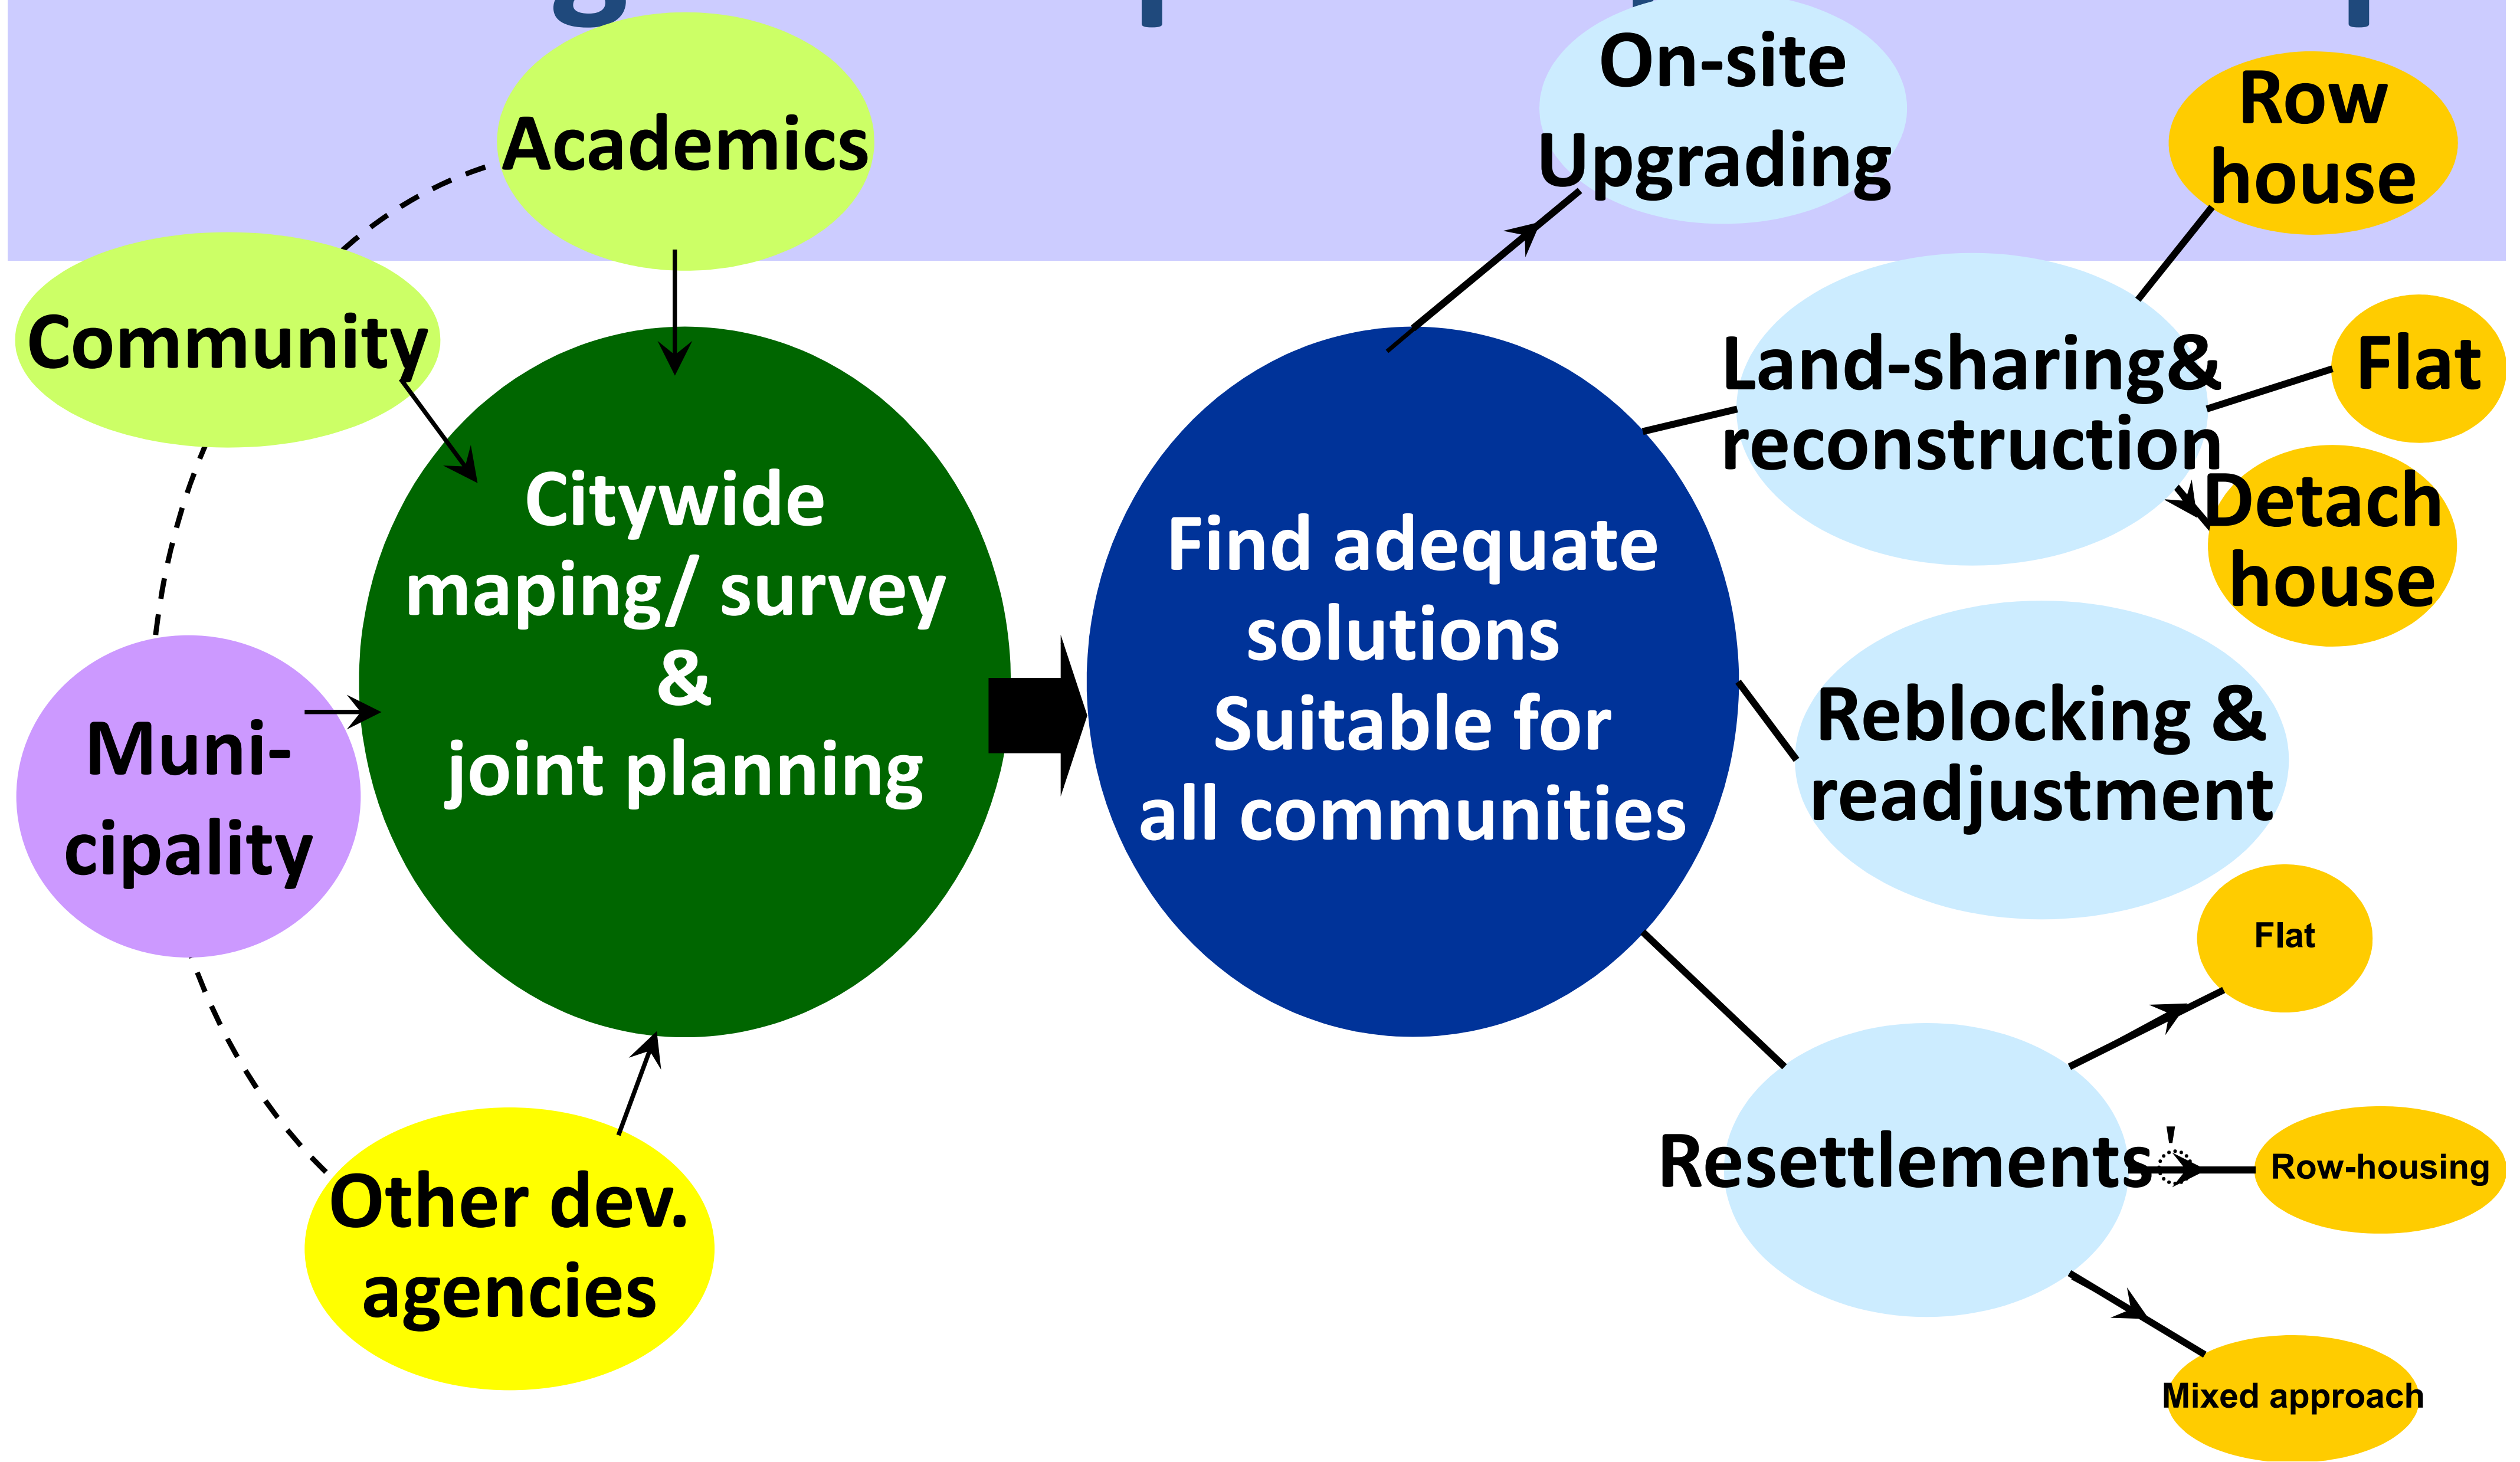 Academics
Community
Muni-
cipality
Other dev.
agencies
Citywide
maping/ survey
&
joint planning
Find adequate
solutions
Suitable for
all communities
On-site
Upgrading
Land-sharing&
reconstruction
Row
house
Flat
Detach
house
Reblocking &
readjustment
Resettlements
Flat
Row-housing
Mixed approach